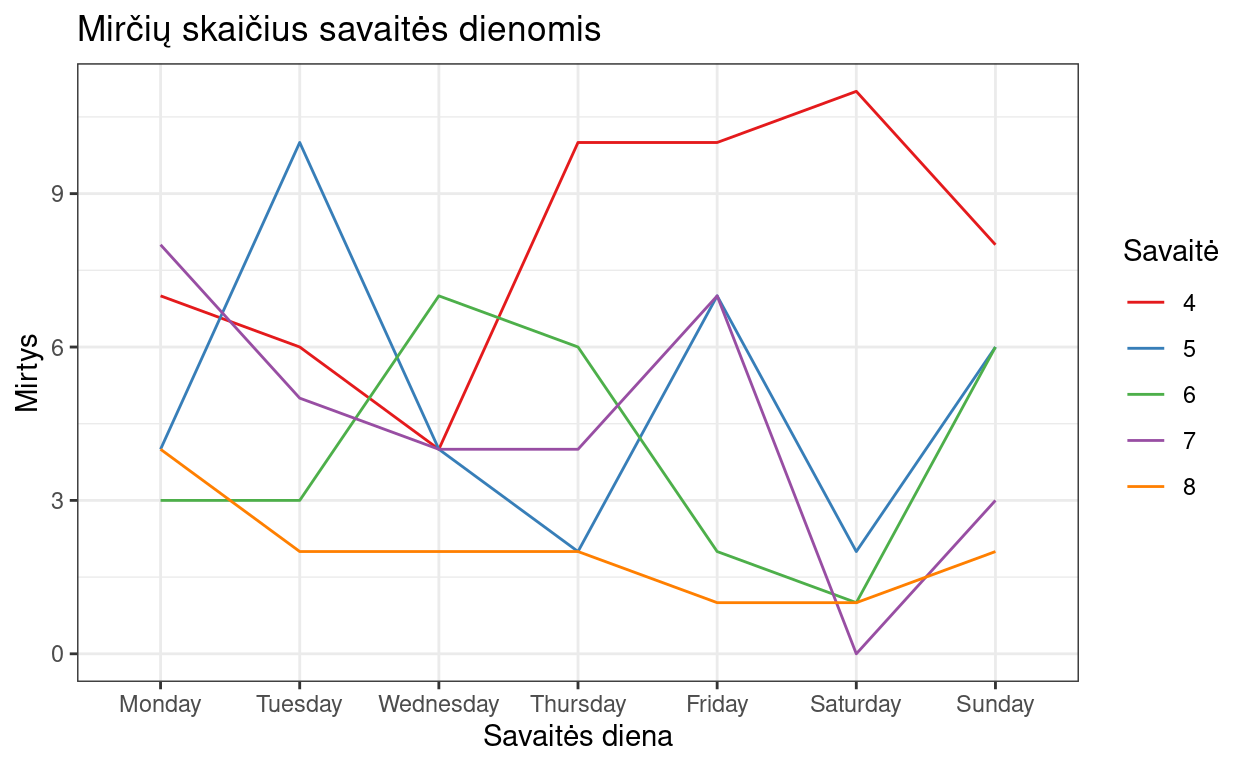 Mirčių skaičius savaitės dienomis
Mirtys
9
6
3
0
Monday Tuesday Wednesday Thursday Friday Saturday Sunday
Savaitės diena
Savaitė
4
5
6
7
8